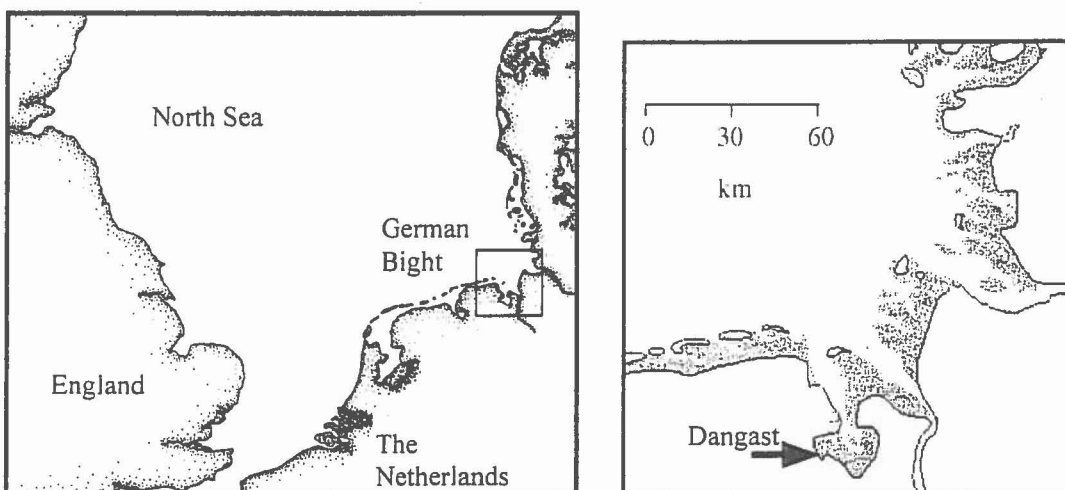 North Sea
German
Bight
England
The
Netherlands
0 30 60
km
Dangast